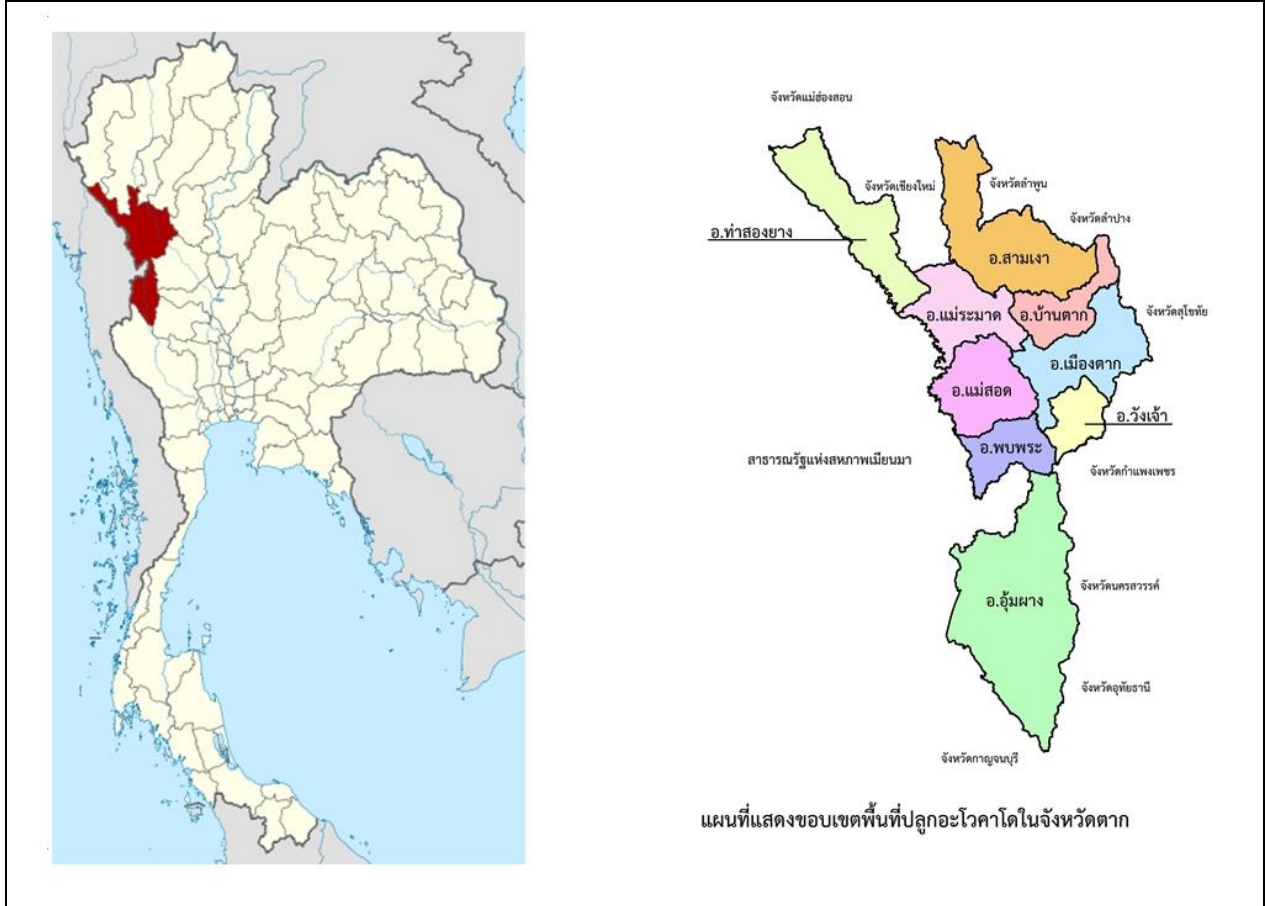 จังหวัดแม่ฮ่องสอน
จังหวัดเชียงใหม่
จังหวัดลำพูน
จังหวัดลำปาง
อ.ท่าสองยาง
อ.สามเงา
อ.แม่ระมาด
อ.บ้านตาก
จังหวัดสุโขทัย
อ.เมืองตาก
อ.แม่สอด
อ.วังเจ้า
อ.พบพระ
สาธารณรัฐแห่งสหภาพเมียนมา
จังหวัดกำแพงเพชร
จังหวัดนครสวรรค์
อ.อุ้มผาง
จังหวัดอุทัยธานี
จังหวัดกาญจนบุรี
แผนที่แสดงขอบเขตพื้นที่ปลูกอะโวคาโดในจังหวัดตาก